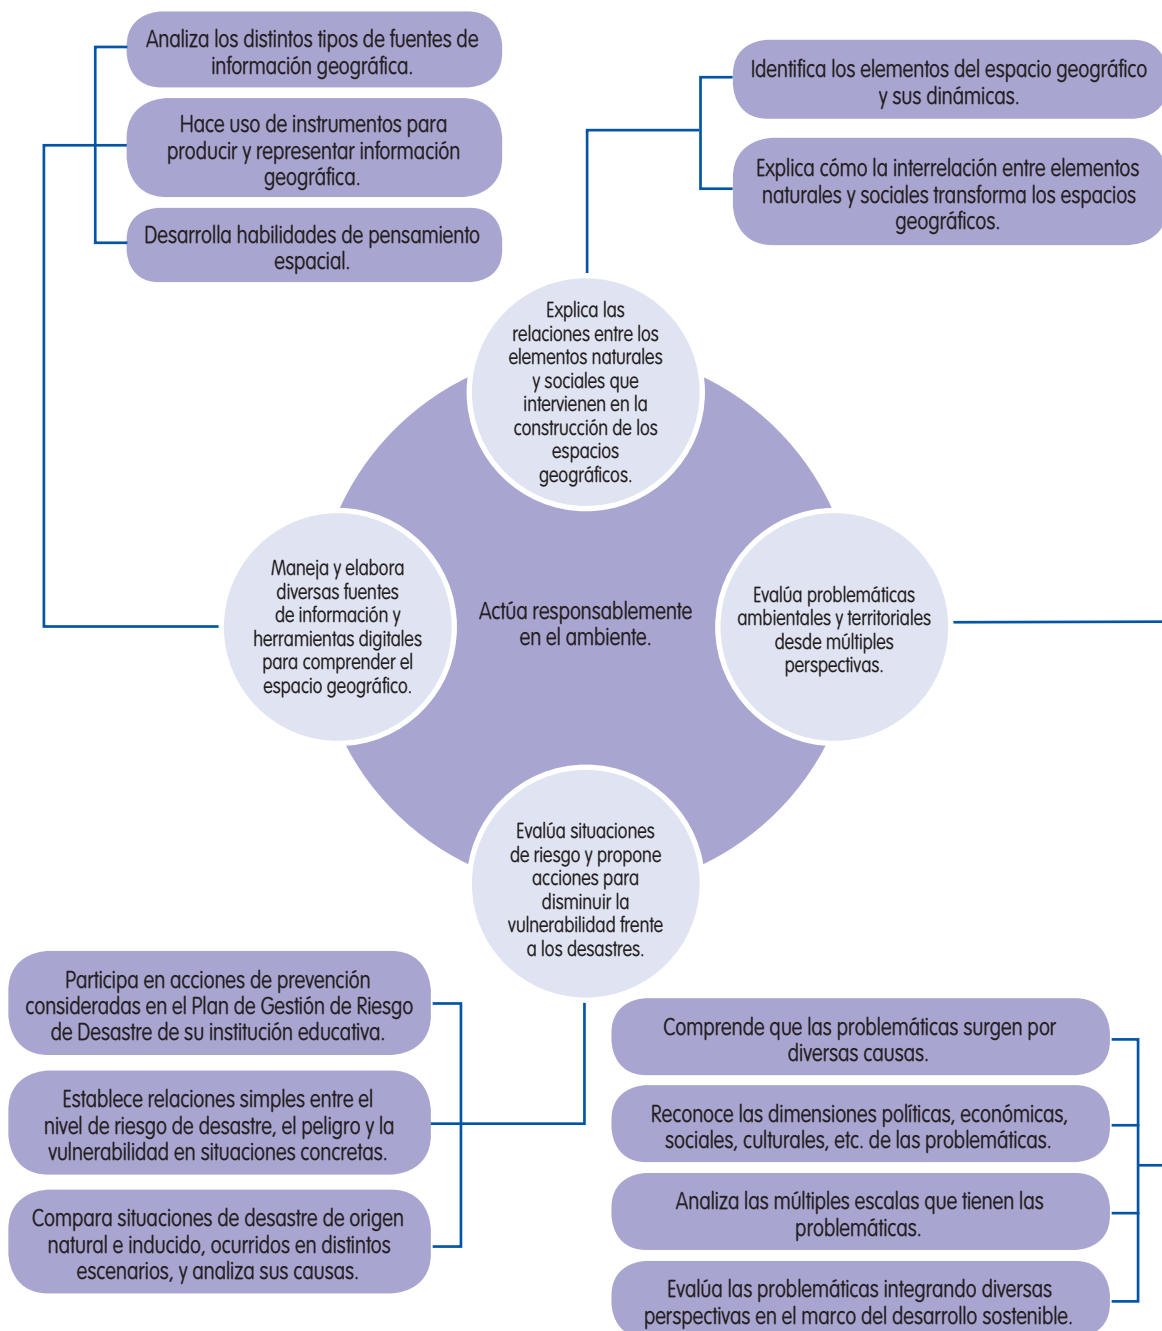 Analiza los distintos tipos de fuentes de
información geográfica.
Hace uso de instrumentos para
producir y representar información
geográfica.
Desarrolla habilidades de pensamiento
espacial.
Identifica los elementos del espacio geográfico
y sus dinámicas.
Explica cómo la interrelación entre elementos
naturales y sociales transforma los espacios
geográficos.
Explica las
relaciones entre los
elementos naturales
y sociales que
intervienen en la
construcción de los
espacios
geográficos.
Maneja y elabora
diversas fuentes
de información y
herramientas digitales
para comprender el
espacio geográfico.
Actúa responsablemente
en el ambiente.
Evalúa problemáticas
ambientales y territoriales
desde múltiples
perspectivas.
Evalúa situaciones
de riesgo y propone
acciones para
disminuir la
vulnerabilidad frente
a los desastres.
Participa en acciones de prevención
consideradas en el Plan de Gestión de Riesgo
de Desastre de su institución educativa.
Establece relaciones simples entre el
nivel de riesgo de desastre, el peligro y la
vulnerabilidad en situaciones concretas.
Compara situaciones de desastre de origen
natural e inducido, ocurridos en distintos
escenarios, y analiza sus causas.
Comprende que las problemáticas surgen por
diversas causas.
Reconoce las dimensiones políticas, económicas,
sociales, culturales, etc. de las problemáticas.
Analiza las múltiples escalas que tienen las
problemáticas.
Evalúa las problemáticas integrando diversas
perspectivas en el marco del desarrollo sostenible.